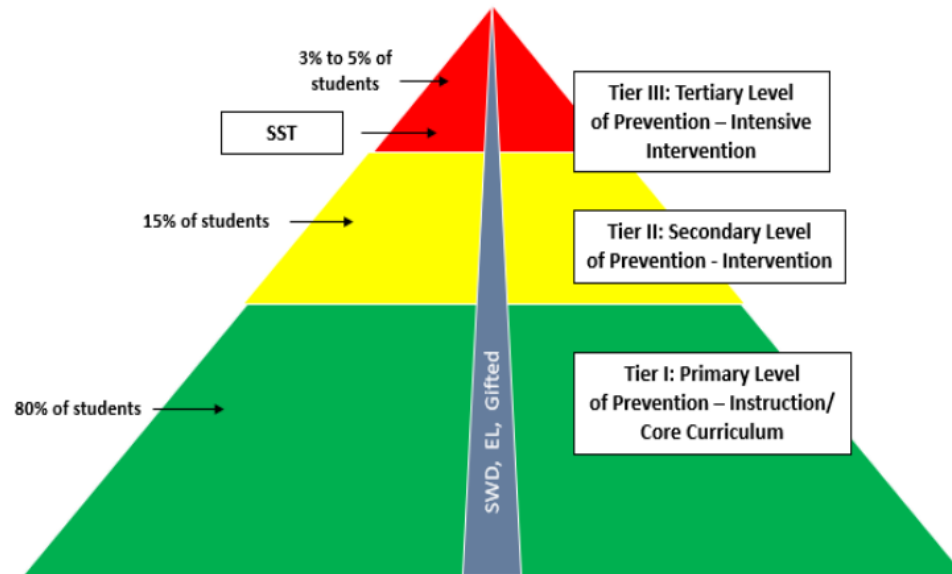 3% to 5% of
students
SST
Tier III: Tertiary Level
of Prevention – Intensive
Intervention
15% of students
Tier II: Secondary Level
of Prevention - Intervention
80% of students
SWD, EL, Gifted
Tier I: Primary Level
of Prevention – Instruction/
Core Curriculum